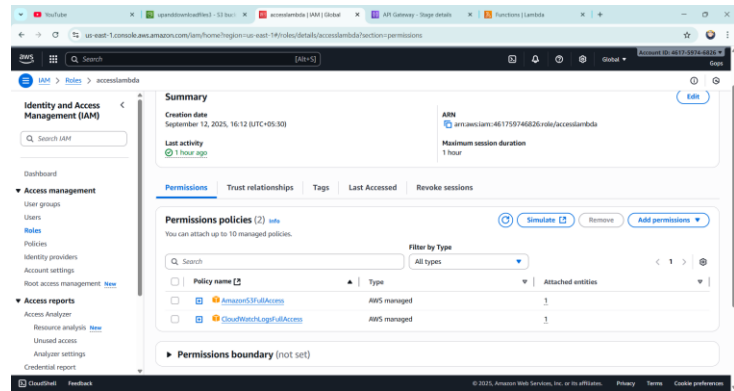 YouTube
upanddownloadfiles3 - S3 buc
accesslambda | IAM | Global
API Gateway - Stage details
Functions | Lambda
us-east-1.console.aws.amazon.com/iam/home?region=us-east-1#/roles/details/accesslambda?section=permissions
aws
Search
[Alt+S]
Global
Account ID: 4617-5974-6826
Gops
IAM > Roles > accesslambda
Identity and Access Management (IAM)
Search IAM
Dashboard
Access management
User groups
Users
Roles
Policies
Identity providers
Account settings
Root access management New
Access reports
Access Analyzer
Resource analysis New
Unused access
Analyzer settings
Credential report
Summary
Edit
Creation date
September 12, 2025, 16:12 (UTC+05:30)
ARN
arn:aws:iam::461759746826:role/accesslambda
Last activity
1 hour ago
Maximum session duration
1 hour
Permissions
Trust relationships
Tags
Last Accessed
Revoke sessions
Permissions policies (2) Info
You can attach up to 10 managed policies.
Simulate
Remove
Add permissions
Filter by Type
Search
All types
1
Policy name
Type
Attached entities
AmazonS3FullAccess
AWS managed
1
CloudWatchLogsFullAccess
AWS managed
1
Permissions boundary (not set)
CloudShell
Feedback
© 2025, Amazon Web Services, Inc. or its affiliates.
Privacy
Terms
Cookie preferences